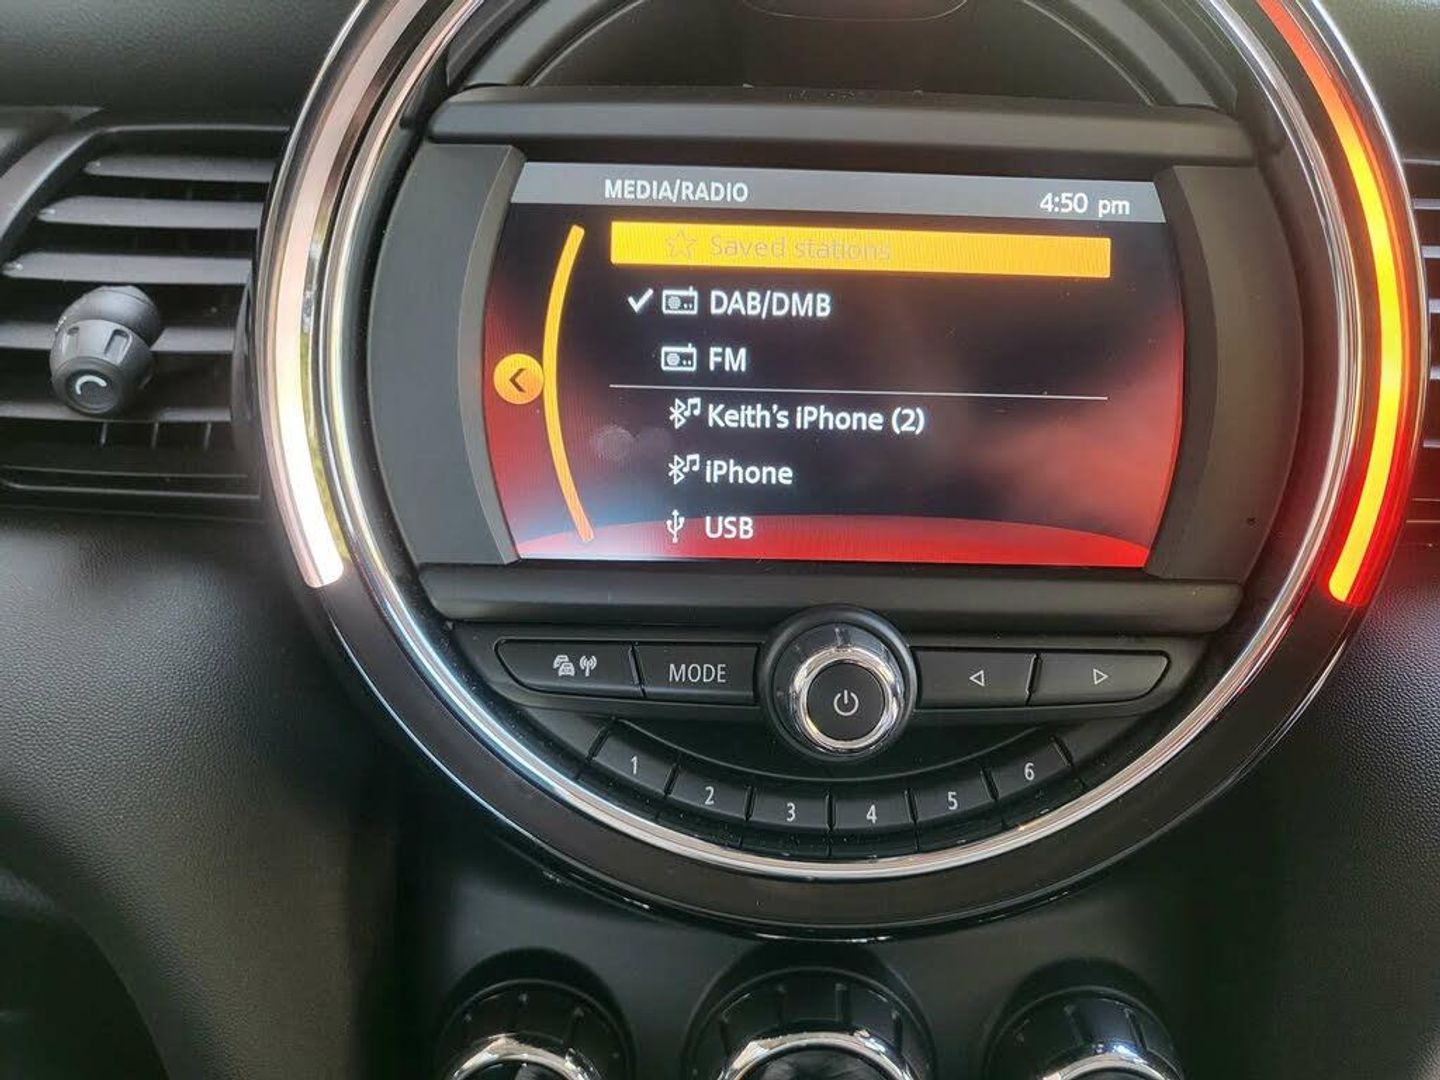 MEDIA/RADIO 4:50 pm
Saved stations
DAB/DMB
FM
Keith's iPhone (2)
iPhone
USB
MODE
1 2 3 4 5 6